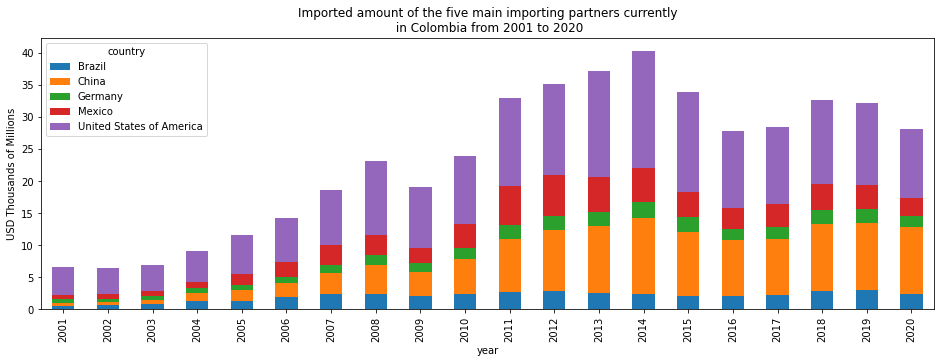 Imported amount of the five main importing partners currently
in Colombia from 2001 to 2020
country
Brazil
China
Germany
Mexico
United States of America
USD Thousands of Millions
40
35
30
25
20
15
10
5
0
2001
2002
2003
2004
2005
2006
2007
2008
2009
2010
2011
2012
2013
2014
2015
2016
2017
2018
2019
2020
year